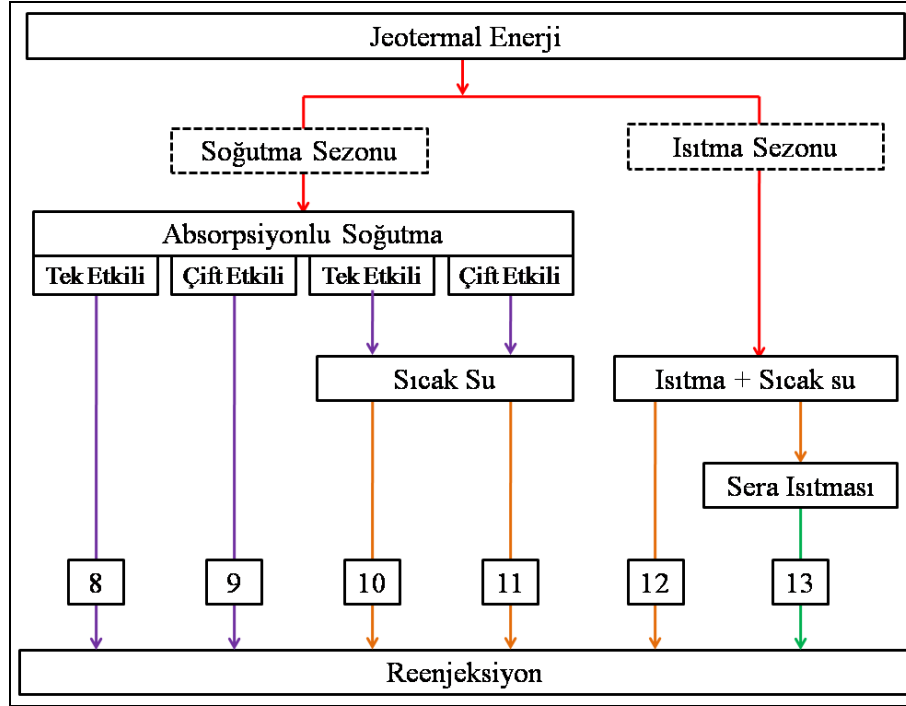 Jeotermal Enerji
Soğutma Sezonu
Isıtma Sezonu
Absorpsiyonlu Soğutma
Tek Etkili
Çift Etkili
Tek Etkili
Çift Etkili
Sıcak Su
Isıtma + Sıcak su
Sera Isıtması
8
9
10
11
12
13
Reenjeksiyon